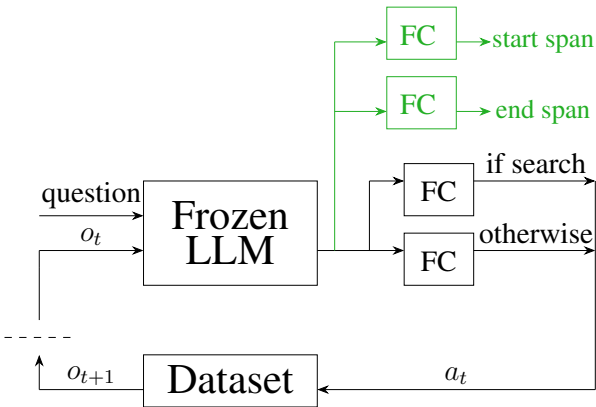 FC
start span
FC
end span
question
Frozen
LLM
if search
FC
o_t
otherwise
FC
o_{t+1}
Dataset
a_t